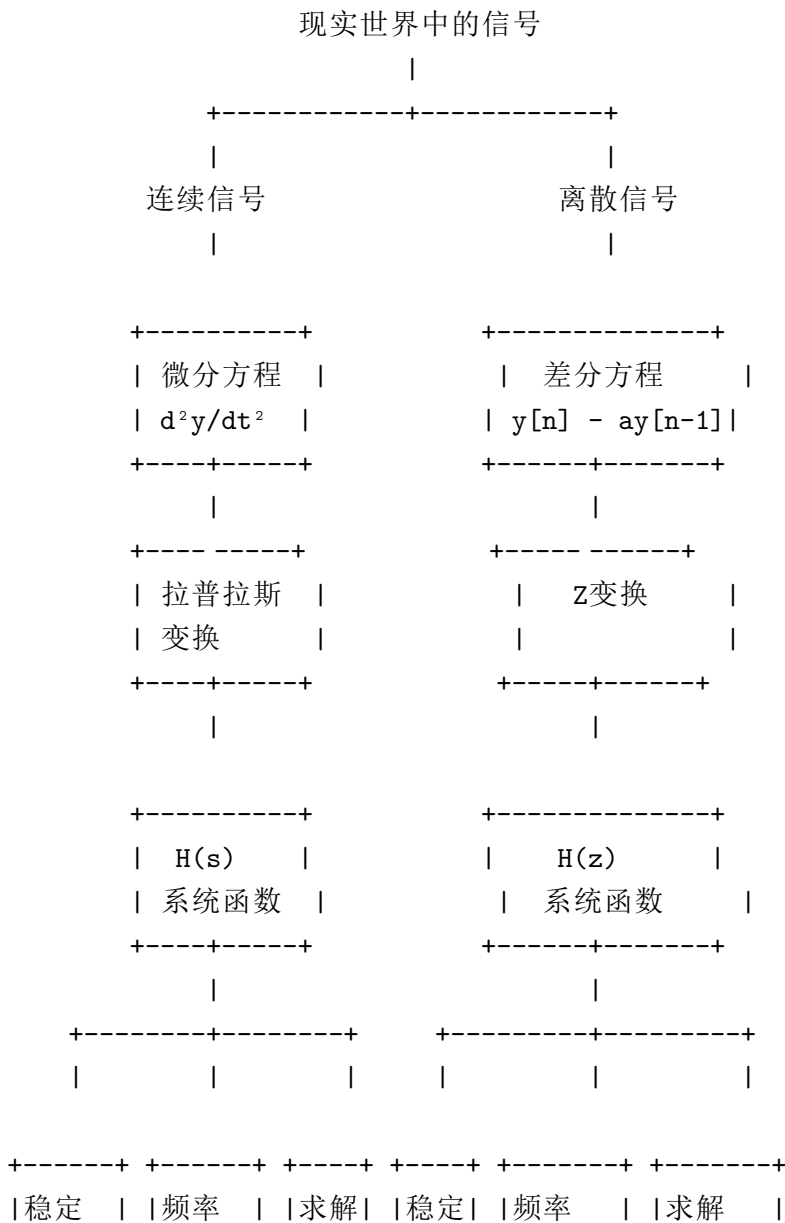 现实世界中的信号
|
+------------+------------+
| |
连续信号 离散信号
| |
+----------+ +--------------+
| 微分方程 | | 差分方程 |
| d²y/dt² | | y[n] - ay[n-1]|
+----+-----+ +------+-------+
| |
+---- -----+ +----- ------+
| 拉普拉斯 | | Z变换 |
| 变换 | | |
+----+-----+ +-----+------+
| |
+----------+ +--------------+
| H(s) | | H(z) |
| 系统函数 | | 系统函数 |
+----+-----+ +------+-------+
| |
+--------+--------+ +---------+---------+
| | | | | |
+------+ +------+ +----+ +----+ +-------+ +-------+
|稳定 | |频率 | |求解| |稳定| |频率 | |求解 |